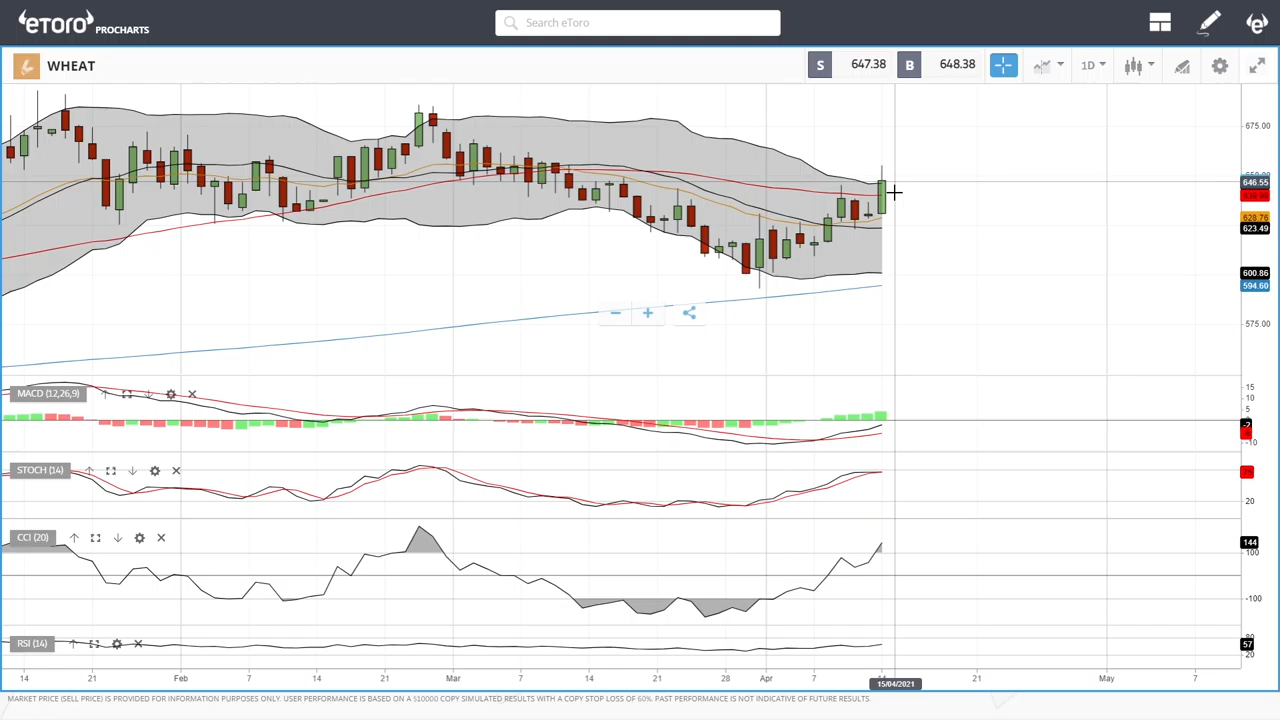 eTORO PROCHARTS
Search eToro
WHEAT
S 647.38 B 648.38 1D
675.00
646.55
628.76
623.49
600.86
594.60
575.00
MACD (12,26,9)
15
10
5
-2
-10
STOCH (14)
20
CCI (20)
144
100
-100
RSI (14)
80
57
20
14 21 Feb 7 14 21 Mar 7 14 21 28 Apr 7 21 May 7
15/04/2021
MARKET PRICE (SELL PRICE) IS PROVIDED FOR INFORMATION PURPOSES ONLY. USER PERFORMANCE IS BASED ON A $10000 COPY SIMULATED RESULTS WITH A COPY STOP LOSS OF 60%. PAST PERFORMANCE IS NOT INDICATIVE OF FUTURE RESULTS.